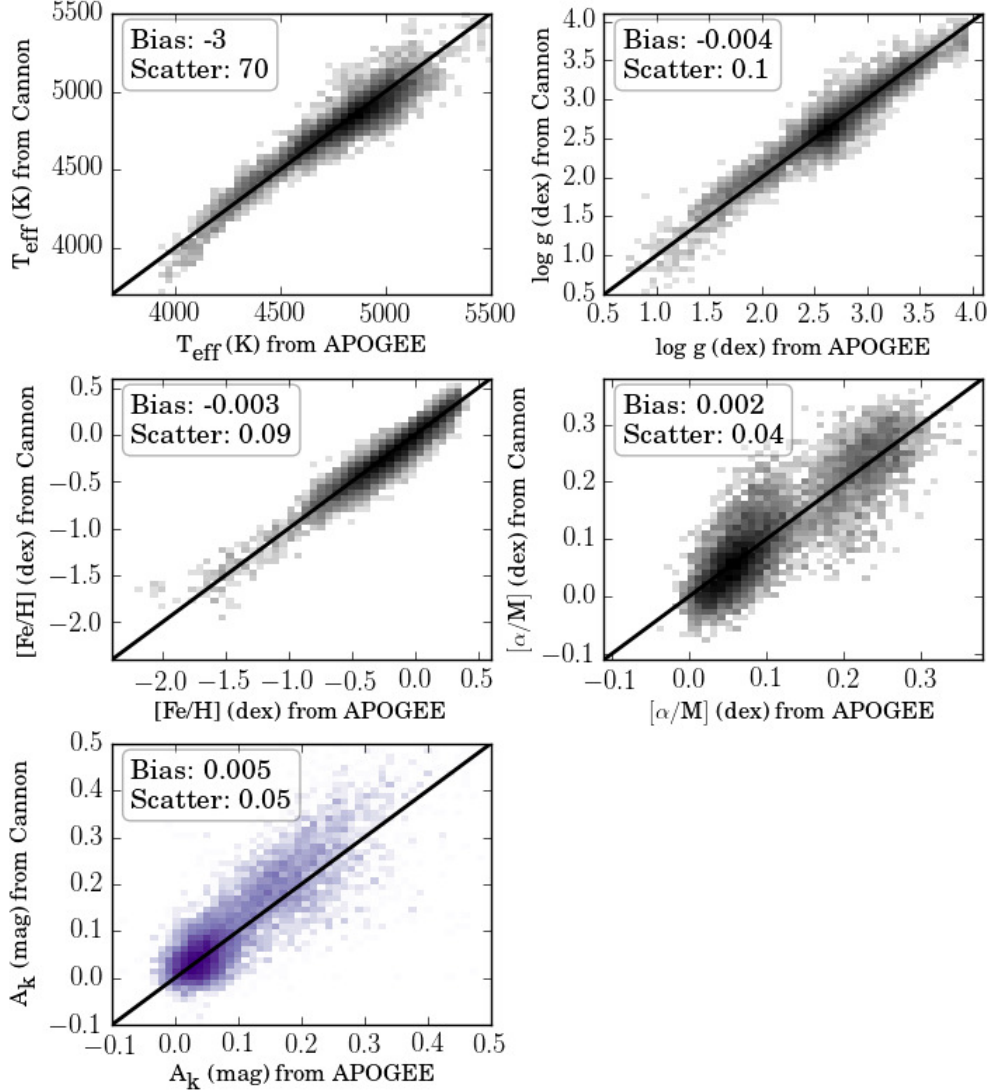 Bias: -3
Scatter: 70
5500
5000
4500
4000
T_eff (K) from Cannon
4000 4500 5000 5500
T_eff (K) from APOGEE
Bias: -0.004
Scatter: 0.1
4.0
3.5
3.0
2.5
2.0
1.5
1.0
0.5
log g (dex) from Cannon
0.5 1.0 1.5 2.0 2.5 3.0 3.5 4.0
log g (dex) from APOGEE
Bias: -0.003
Scatter: 0.09
0.5
0.0
−0.5
−1.0
−1.5
−2.0
[Fe/H] (dex) from Cannon
−2.0 −1.5 −1.0 −0.5 0.0 0.5
[Fe/H] (dex) from APOGEE
Bias: 0.002
Scatter: 0.04
0.3
0.2
0.1
0.0
−0.1
[α/M] (dex) from Cannon
−0.1 0.0 0.1 0.2 0.3
[α/M] (dex) from APOGEE
Bias: 0.005
Scatter: 0.05
0.5
0.4
0.3
0.2
0.1
0.0
−0.1
A_k (mag) from Cannon
−0.1 0.0 0.1 0.2 0.3 0.4 0.5
A_k (mag) from APOGEE